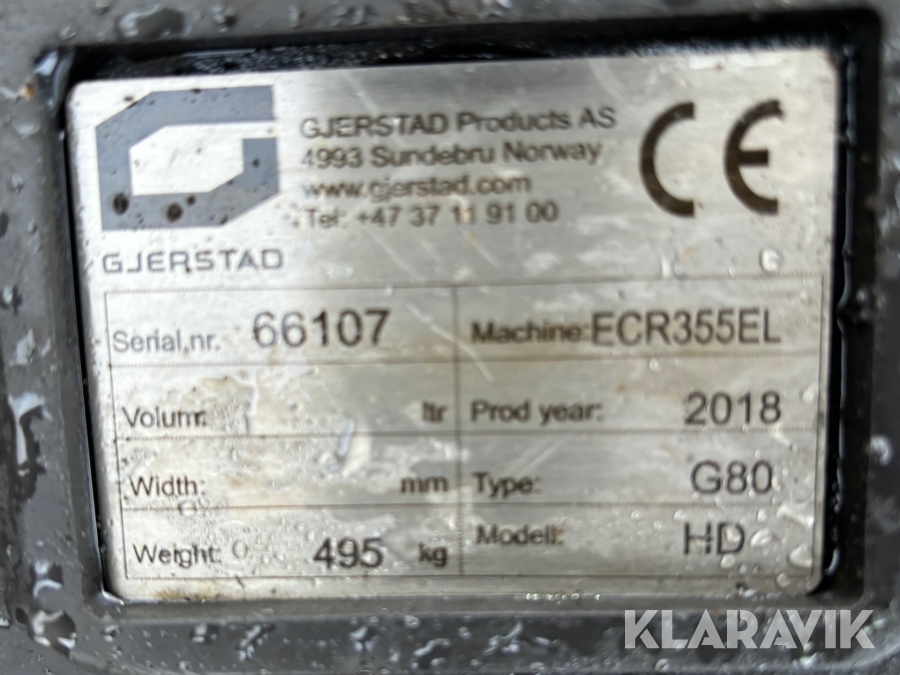 GJERSTAD Products AS
4993 Sundebru Norway
www.gjerstad.com
Tel: +47 37 11 91 00
CE
GJERSTAD
Serial,nr. 66107 Machine: ECR355EL
Volum: ltr Prod year: 2018
Width: mm Type: G80
Weight: 495 kg Modell: HD
KLARAVIK